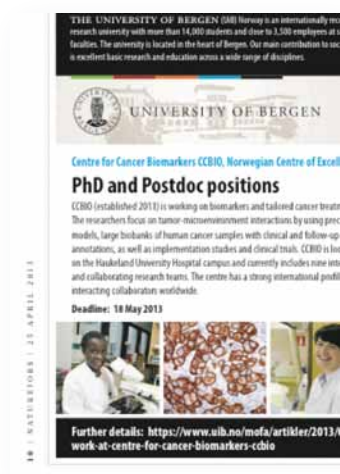 THE UNIVERSITY OF BERGEN (UiB) Norway is an internationally rec
research university with more than 14,000 students and close to 3,500 employees at s
faculties. The university is located in the heart of Bergen. Our main contribution to soc
is excellent basic research and education across a wide range of disciplines.
UNIVERSITY OF BERGEN
Centre for Cancer Biomarkers CCBIO, Norwegian Centre of Excell
PhD and Postdoc positions
CCBIO (established 2013) is working on biomarkers and tailored cancer treatm
The researchers focus on tumor-microenvironment interactions by using prec
models, large biobanks of human cancer samples with clinical and follow-up
annotations, as well as implementation studies and clinical trials. CCBIO is loc
on the Haukeland University Hospital campus and currently includes nine inte
and collaborating research teams. The centre has a strong international profil
interacting collaborators worldwide.
Deadline: 18 May 2013
Further details: https://www.uib.no/mofa/artikler/2013/
work-at-centre-for-cancer-biomarkers-ccbio
10 | NATUREJOBS | 25 APRIL 2013